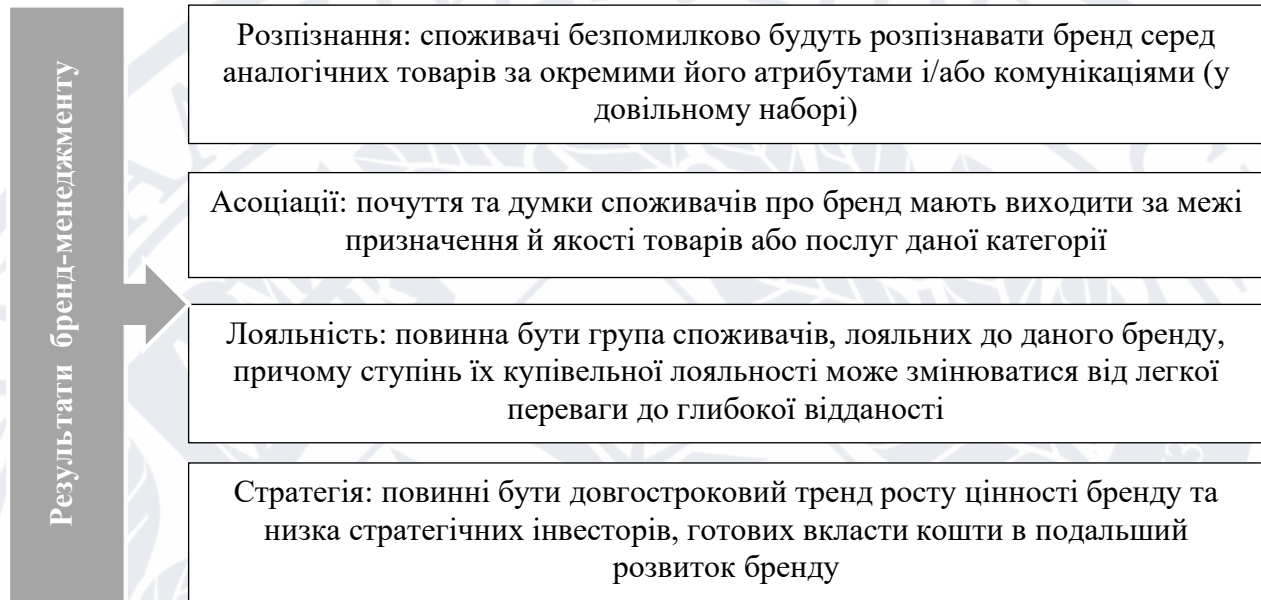 Результати бренд-менеджменту
Розпізнання: споживачі безпомилково будуть розпізнавати бренд серед
аналогічних товарів за окремими його атрибутами і/або комунікаціями (у
довільному наборі)
Асоціації: почуття та думки споживачів про бренд мають виходити за межі
призначення й якості товарів або послуг даної категорії
Лояльність: повинна бути група споживачів, лояльних до даного бренду,
причому ступінь їх купівельної лояльності може змінюватися від легкої
переваги до глибокої відданості
Стратегія: повинні бути довгостроковий тренд росту цінності бренду та
низка стратегічних інвесторів, готових вкласти кошти в подальший
розвиток бренду